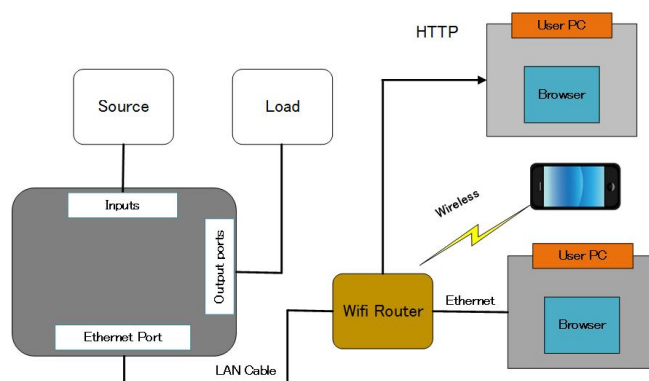 HTTP
User PC
Browser
Source
Load
Wireless
Inputs
Output ports
User PC
Ethernet
Wifi Router
Browser
Ethernet Port
LAN Cable